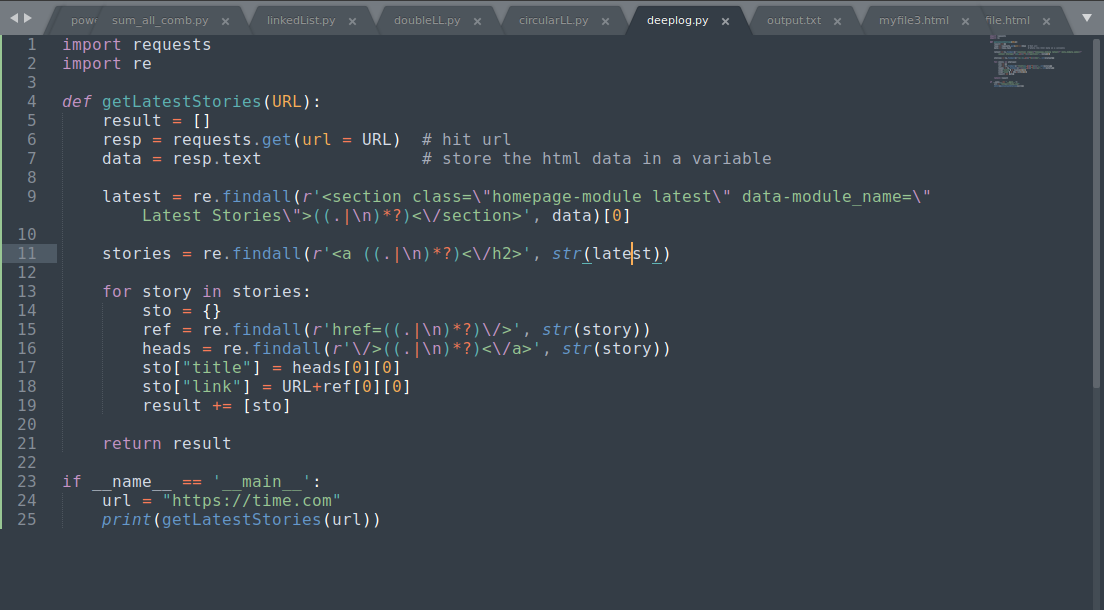 powe sum_all_comb.py × linkedList.py × doubleLL.py × circularLL.py × deeplog.py × output.txt × myfile3.html × file.html ×
1 import requests
2 import re
3
4 def getLatestStories(URL):
5     result = []
6     resp = requests.get(url = URL)  # hit url
7     data = resp.text                # store the html data in a variable
8
9     latest = re.findall(r'<section class=\"homepage-module latest\" data-module_name=\"
        Latest Stories\">((.|\n)*?)<\/section>', data)[0]
10
11     stories = re.findall(r'<a ((.|\n)*?)<\/h2>', str(latest))
12
13     for story in stories:
14         sto = {}
15         ref = re.findall(r'href=((.|\n)*?)\/>', str(story))
16         heads = re.findall(r'\/>((.|\n)*?)<\/a>', str(story))
17         sto["title"] = heads[0][0]
18         sto["link"] = URL+ref[0][0]
19         result += [sto]
20
21     return result
22
23 if __name__ == '__main__':
24     url = "https://time.com"
25     print(getLatestStories(url))